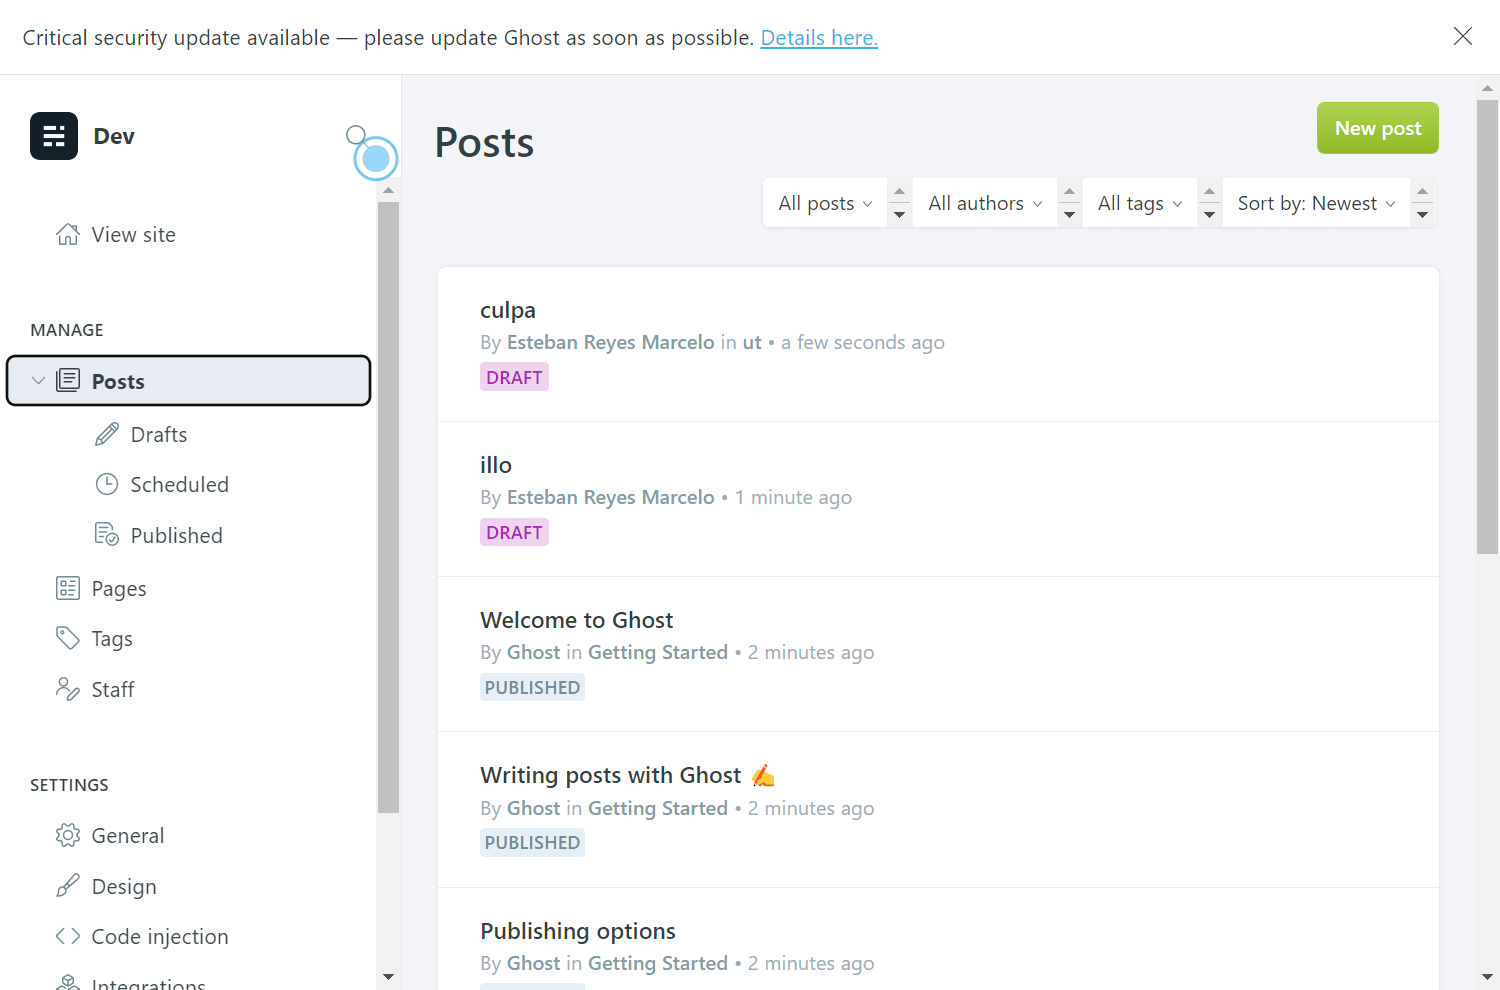 Critical security update available — please update Ghost as soon as possible. Details here.
Dev
View site
MANAGE
Posts
Drafts
Scheduled
Published
Pages
Tags
Staff
SETTINGS
General
Design
Code injection
Integrations
Posts
New post
All posts
All authors
All tags
Sort by: Newest
culpa
By Esteban Reyes Marcelo in ut • a few seconds ago
DRAFT
illo
By Esteban Reyes Marcelo • 1 minute ago
DRAFT
Welcome to Ghost
By Ghost in Getting Started • 2 minutes ago
PUBLISHED
Writing posts with Ghost ✍️
By Ghost in Getting Started • 2 minutes ago
PUBLISHED
Publishing options
By Ghost in Getting Started • 2 minutes ago